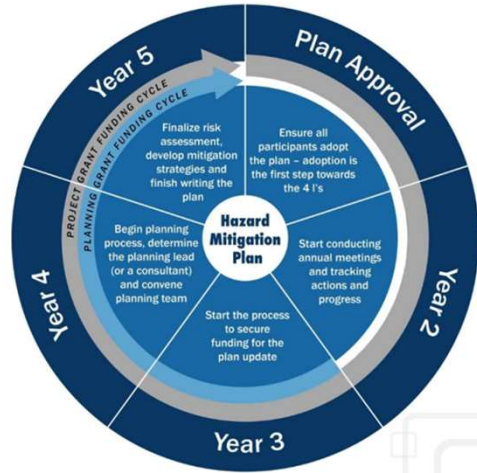 Plan Approval
Ensure all
participants adopt
the plan – adoption is
the first step towards
the 4 I's
Year 2
Start conducting
annual meetings
and tracking
actions and
progress
Year 3
Start the process
to secure
funding for the
plan update
Year 4
Begin planning
process, determine
the planning lead
(or a consultant)
and convene
planning team
Year 5
Finalize risk
assessment,
develop mitigation
strategies and
finish writing the
plan
PROJECT GRANT FUNDING CYCLE
PLANNING GRANT FUNDING CYCLE
Hazard
Mitigation
Plan